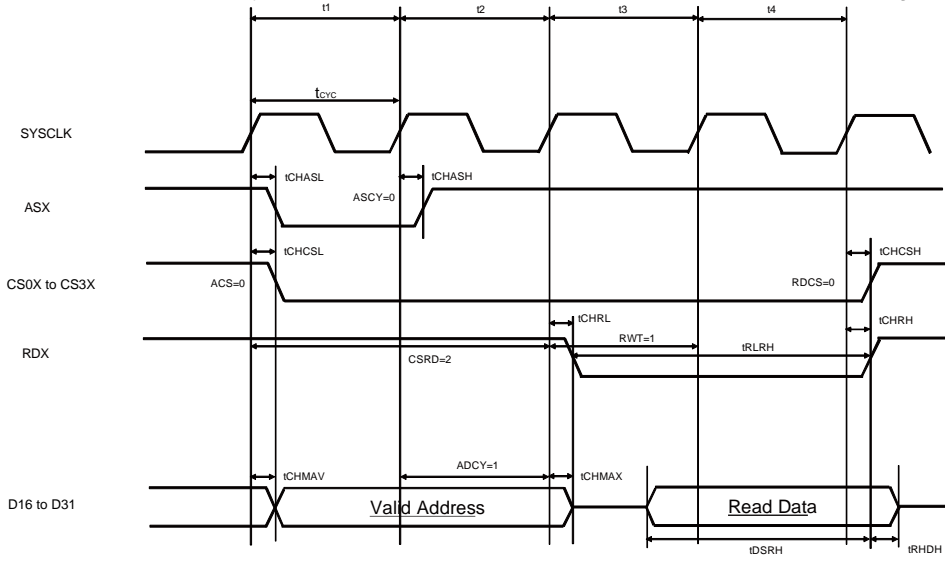 t1 t2 t3 t4
tCYC
SYSCLK
tCHASL tCHASH
ASCY=0
ASX
tCHCSL tCHCSH
CS0X to CS3X ACS=0 RDCS=0
tCHRL tCHRH
RWT=1
RDX tRLRH
CSRD=2
tCHMAV ADCY=1 tCHMAX
D16 to D31 Valid Address Read Data
tDSRH tRHDH